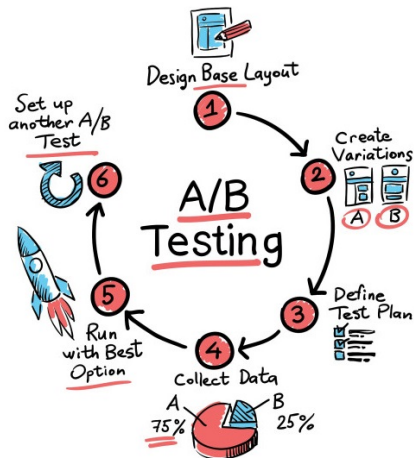 A/B
Testing
1
Design Base Layout
2
Create
Variations
A B
3
Define
Test Plan
4
Collect Data
A
75%
B
25%
5
Run
with Best
Option
6
Set up
another A/B
Test